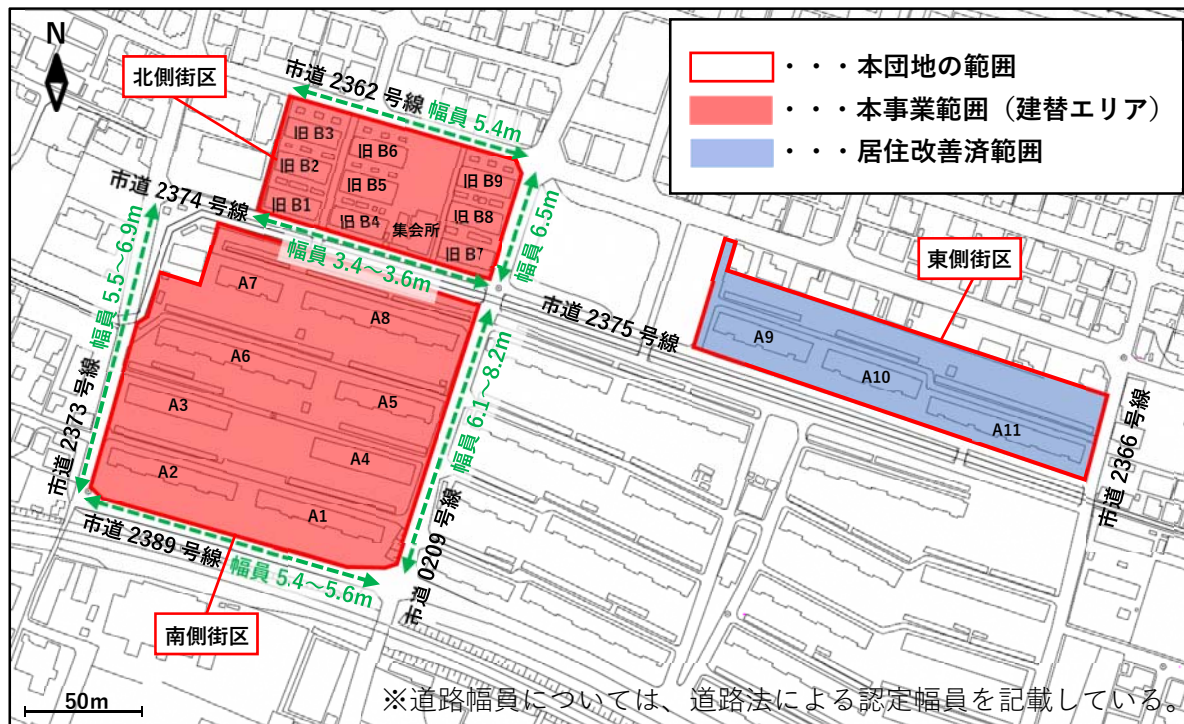 N
北側街区
市道 2362 号線
幅員 5.4m
・・・本団地の範囲
・・・本事業範囲（建替エリア）
・・・居住改善済範囲
旧 B3
旧 B6
旧 B2
旧 B9
旧 B5
旧 B1
旧 B4
旧 B8
集会所
旧 B7
市道 2374 号線
幅員 6.5m
幅員 3.4～3.6m
東側街区
市道 2375 号線
幅員 5.5～6.9m
A7
A8
A9
A6
A10
A5
A3
A11
A4
A2
A1
市道 2373 号線
幅員 6.1～8.2m
市道 2366 号線
市道 2389 号線
幅員 5.4～5.6m
市道 0209 号線
南側街区
50m
※道路幅員については、道路法による認定幅員を記載している。